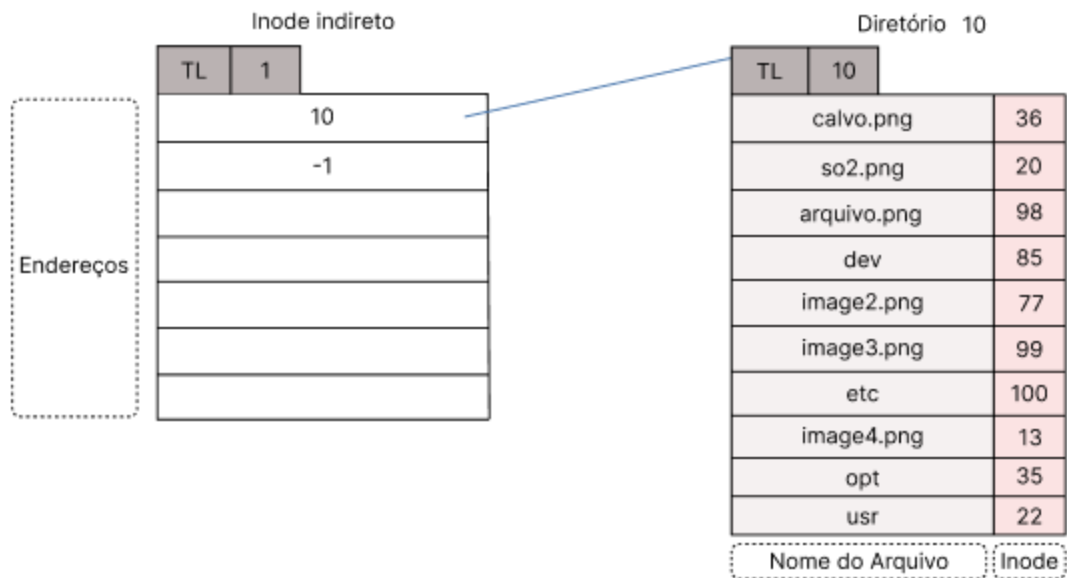 Inode indireto
TL 1
10
-1
Endereços
Diretório 10
TL 10
calvo.png 36
so2.png 20
arquivo.png 98
dev 85
image2.png 77
image3.png 99
etc 100
image4.png 13
opt 35
usr 22
Nome do Arquivo Inode